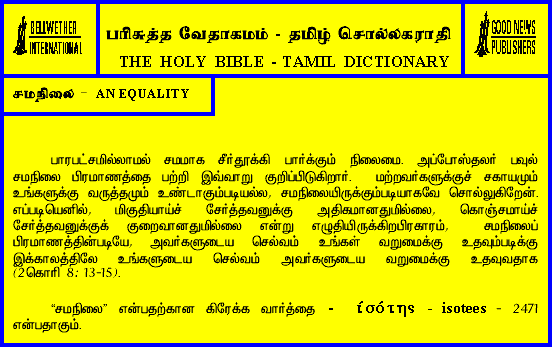 BELLWETHER
INTERNATIONAL
பரிசுத்த வேதாகமம் - தமிழ் சொல்லகராதி
THE HOLY BIBLE - TAMIL DICTIONARY
GOOD NEWS
PUBLISHERS
சமநிலை - AN EQUALITY
பாரபட்சமில்லாமல் சமமாக சீர்தூக்கி பார்க்கும் நிலைமை. அப்போஸ்தலர் பவுல்
சமநிலை பிரமாணத்தை பற்றி இவ்வாறு குறிப்பிடுகிறார். மற்றவர்களுக்குச் சகாயமும்
உங்களுக்கு வருத்தமும் உண்டாகும்படியல்ல, சமநிலையிருக்கும்படியாகவே சொல்லுகிறேன்.
எப்படியெனில், மிகுதியாய்ச் சேர்த்தவனுக்கு அதிகமானதுமில்லை, கொஞ்சமாய்ச்
சேர்த்தவனுக்குக் குறைவானதுமில்லை என்று எழுதியிருக்கிறபிரகாரம், சமநிலைப்
பிரமாணத்தின்படியே, அவர்களுடைய செல்வம் உங்கள் வறுமைக்கு உதவும்படிக்கு
இக்காலத்திலே உங்களுடைய செல்வம் அவர்களுடைய வறுமைக்கு உதவுவதாக
(2கொரி 8: 13-15).
“சமநிலை” என்பதற்கான கிரேக்க வார்த்தை - ἰσότης - isotees - 2471
என்பதாகும்.